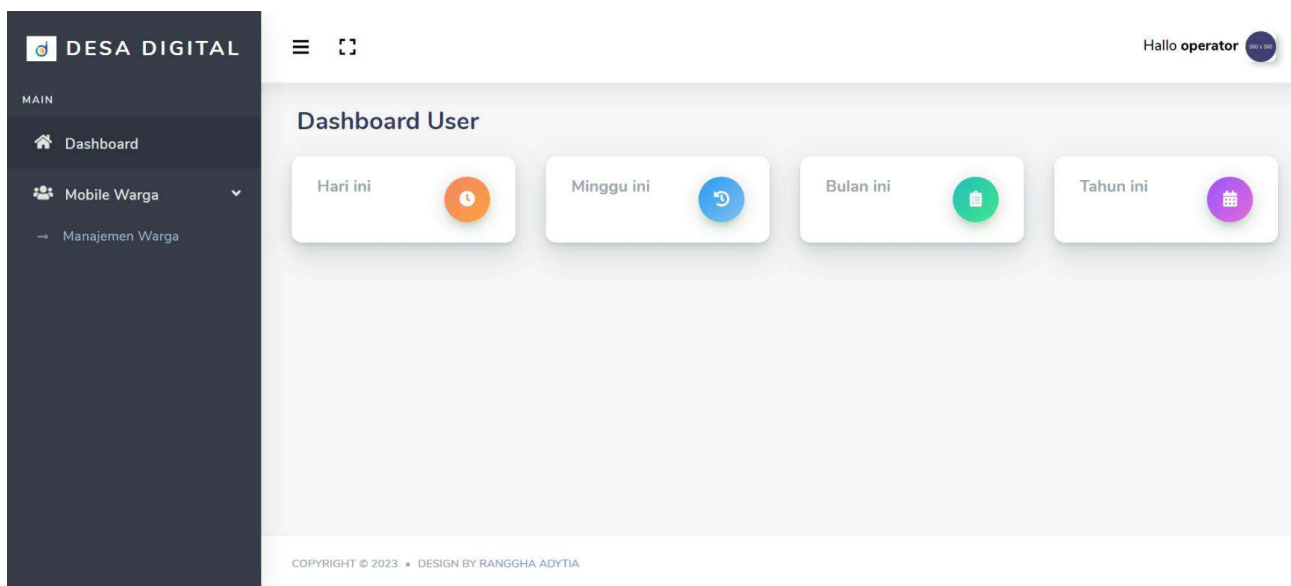 DESA DIGITAL
Hallo operator
MAIN
Dashboard
Mobile Warga
Manajemen Warga
Dashboard User
Hari ini
Minggu ini
Bulan ini
Tahun ini
COPYRIGHT © 2023 • DESIGN BY RANGGHA ADYTIA